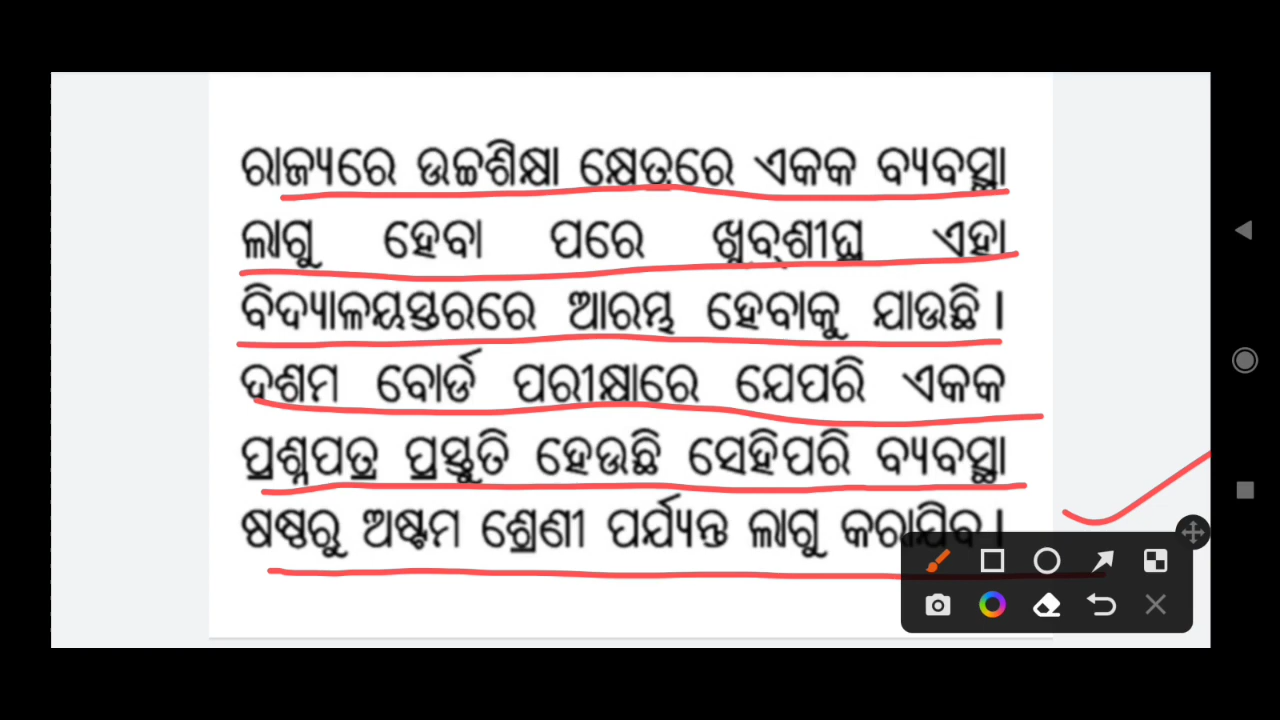 ରାଜ୍ୟରେ ଉଚ୍ଚଶିକ୍ଷା କ୍ଷେତ୍ରରେ ଏକକ ବ୍ୟବସ୍ଥା
ଲାଗୁ ହେବା ପରେ ଖୁବ୍‌ଶୀଘ୍ର ଏହା
ବିଦ୍ୟାଳୟସ୍ତରରେ ଆରମ୍ଭ ହେବାକୁ ଯାଉଛି।
ଦଶମ ବୋର୍ଡ ପରୀକ୍ଷାରେ ଯେପରି ଏକକ
ପ୍ରଶ୍ନପତ୍ର ପ୍ରସ୍ତୁତି ହେଉଛି ସେହିପରି ବ୍ୟବସ୍ଥା
ଷଷ୍ଠରୁ ଅଷ୍ଟମ ଶ୍ରେଣୀ ପର୍ଯ୍ୟନ୍ତ ଲାଗୁ କରାଯିବ।